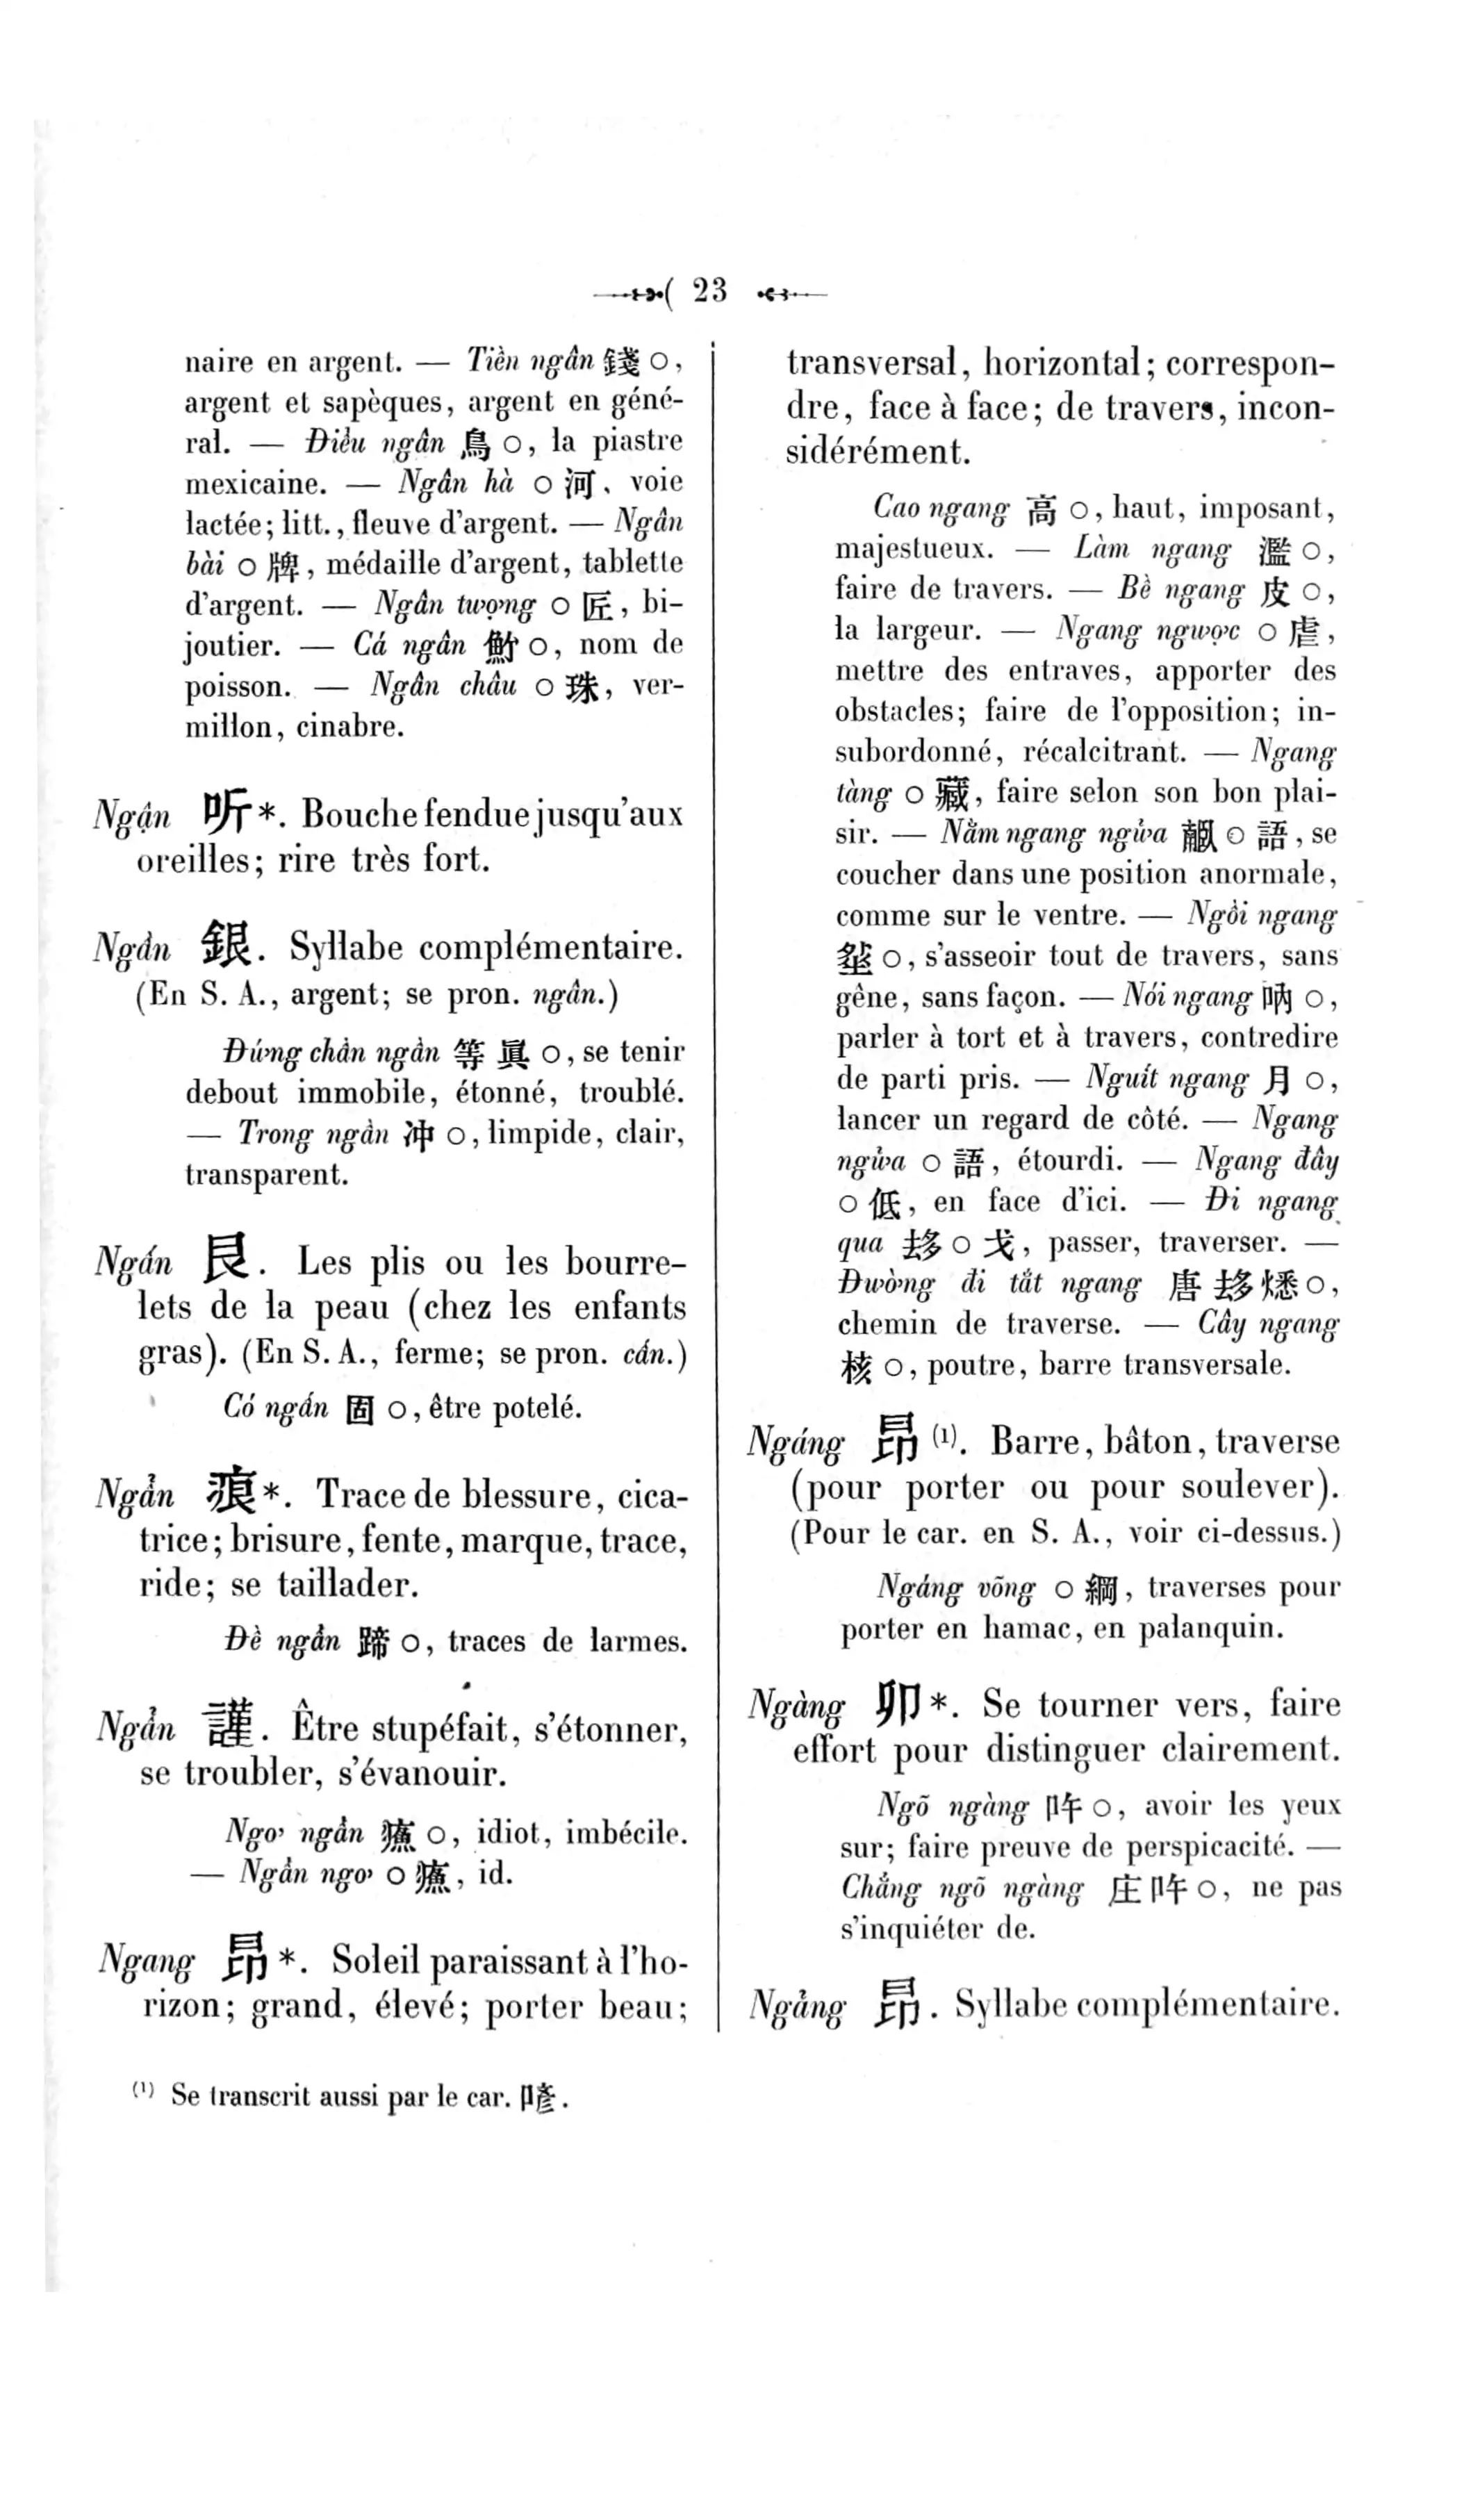 23
naire en argent. — Tiền ngân 錢 ○,
argent et sapèques, argent en géné-
ral. — Điểu ngân 鳥 ○, la piastre
mexicaine. — Ngân hà ○ 河, voie
lactée; litt., fleuve d'argent. — Ngân
bài ○ 牌, médaille d'argent, tablette
d'argent. — Ngân tượng ○ 匠, bi-
joutier. — Cá ngân ○, nom de
poisson. — Ngân châu ○ 珠, ver-
millon, cinabre.
Ngận 听*. Bouche fendue jusqu'aux
oreilles; rire très fort.
Ngần 銀. Syllabe complémentaire.
(En S. A., argent; se pron. ngân.)
Đứng chần ngần 等 眞 ○, se tenir
debout immobile, étonné, troublé.
— Trong ngần 冲 ○, limpide, clair,
transparent.
Ngấn 艮. Les plis ou les bourre-
lets de la peau (chez les enfants
gras). (En S. A., ferme; se pron. cấn.)
Có ngấn 固 ○, être potelé.
Ngẩn 痕*. Trace de blessure, cica-
trice; brisure, fente, marque, trace,
ride; se taillader.
Đề ngẩn 蹄 ○, traces de larmes.
Ngẩn 謹. Être stupéfait, s'étonner,
se troubler, s'évanouir.
Ngơ ngẩn ○, idiot, imbécile.
— Ngẩn ngơ ○, id.
Ngang 昂*. Soleil paraissant à l'ho-
rizon; grand, élevé; porter beau;
transversal, horizontal; correspon-
dre, face à face; de travers, incon-
sidérément.
Cao ngang 高 ○, haut, imposant,
majestueux. — Làm ngang 濫 ○,
faire de travers. — Bề ngang 皮 ○,
la largeur. — Ngang ngược ○ 虐,
mettre des entraves, apporter des
obstacles; faire de l'opposition; in-
subordonné, récalcitrant. — Ngang
tàng ○ 藏, faire selon son bon plai-
sir. — Nằm ngang ngửa ○ 語, se
coucher dans une position anormale,
comme sur le ventre. — Ngồi ngang
○, s'asseoir tout de travers, sans
gêne, sans façon. — Nói ngang 吶 ○,
parler à tort et à travers, contredire
de parti pris. — Nguít ngang 月 ○,
lancer un regard de côté. — Ngang
ngửa ○ 語, étourdi. — Ngang đây
○ 低, en face d'ici. — Đi ngang
qua 𠫾 ○ 戈, passer, traverser. —
Đường đi tắt ngang 唐 𠫾 ○,
chemin de traverse. — Cây ngang
核 ○, poutre, barre transversale.
Ngáng 昂 (1). Barre, bâton, traverse
(pour porter ou pour soulever).
(Pour le car. en S. A., voir ci-dessus.)
Ngáng võng ○ 綱, traverses pour
porter en hamac, en palanquin.
Ngàng 卬*. Se tourner vers, faire
effort pour distinguer clairement.
Ngõ ngàng ○, avoir les yeux
sur; faire preuve de perspicacité. —
Chẳng ngõ ngàng 庄 ○, ne pas
s'inquiéter de.
Ngảng 昂. Syllabe complémentaire.
(1) Se transcrit aussi par le car.